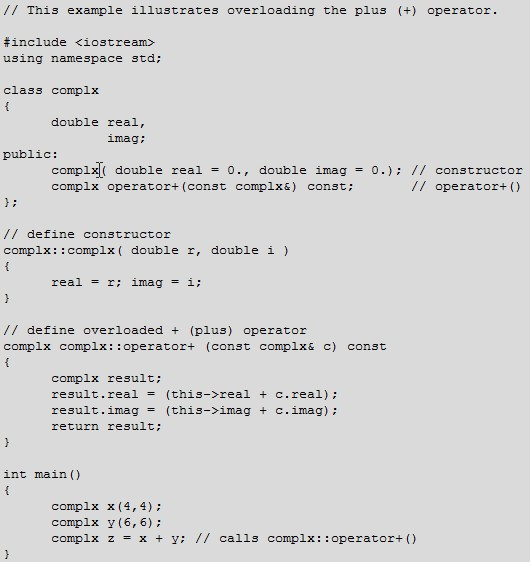 // This example illustrates overloading the plus (+) operator.
#include <iostream>
using namespace std;
class complx
{
double real,
imag;
public:
complx( double real = 0., double imag = 0.); // constructor
complx operator+(const complx&) const; // operator+()
};
// define constructor
complx::complx( double r, double i )
{
real = r; imag = i;
}
// define overloaded + (plus) operator
complx complx::operator+ (const complx& c) const
{
complx result;
result.real = (this->real + c.real);
result.imag = (this->imag + c.imag);
return result;
}
int main()
{
complx x(4,4);
complx y(6,6);
complx z = x + y; // calls complx::operator+()
}